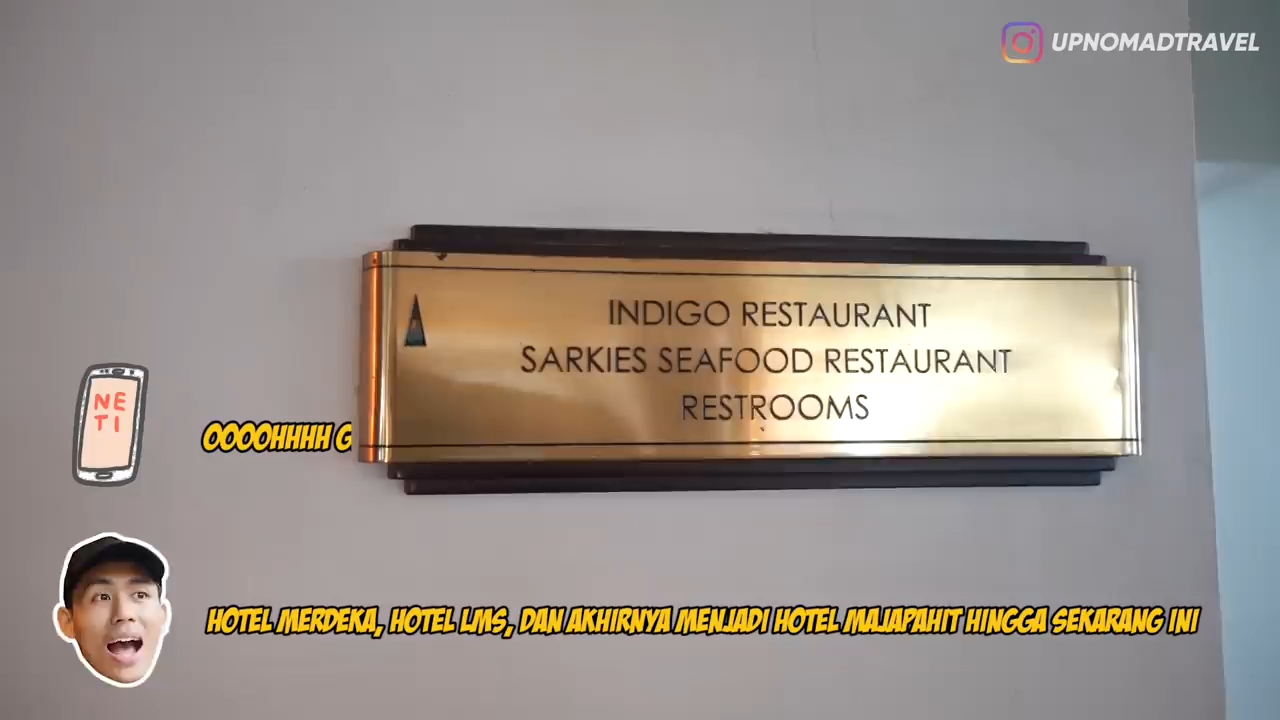 UPNOMADTRAVEL
INDIGO RESTAURANT
SARKIES SEAFOOD RESTAURANT
RESTROOMS
NE
TI
OOOOHHHH G
HOTEL MERDEKA, HOTEL LMS, DAN AKHIRNYA MENJADI HOTEL MAJAPAHIT HINGGA SEKARANG INI